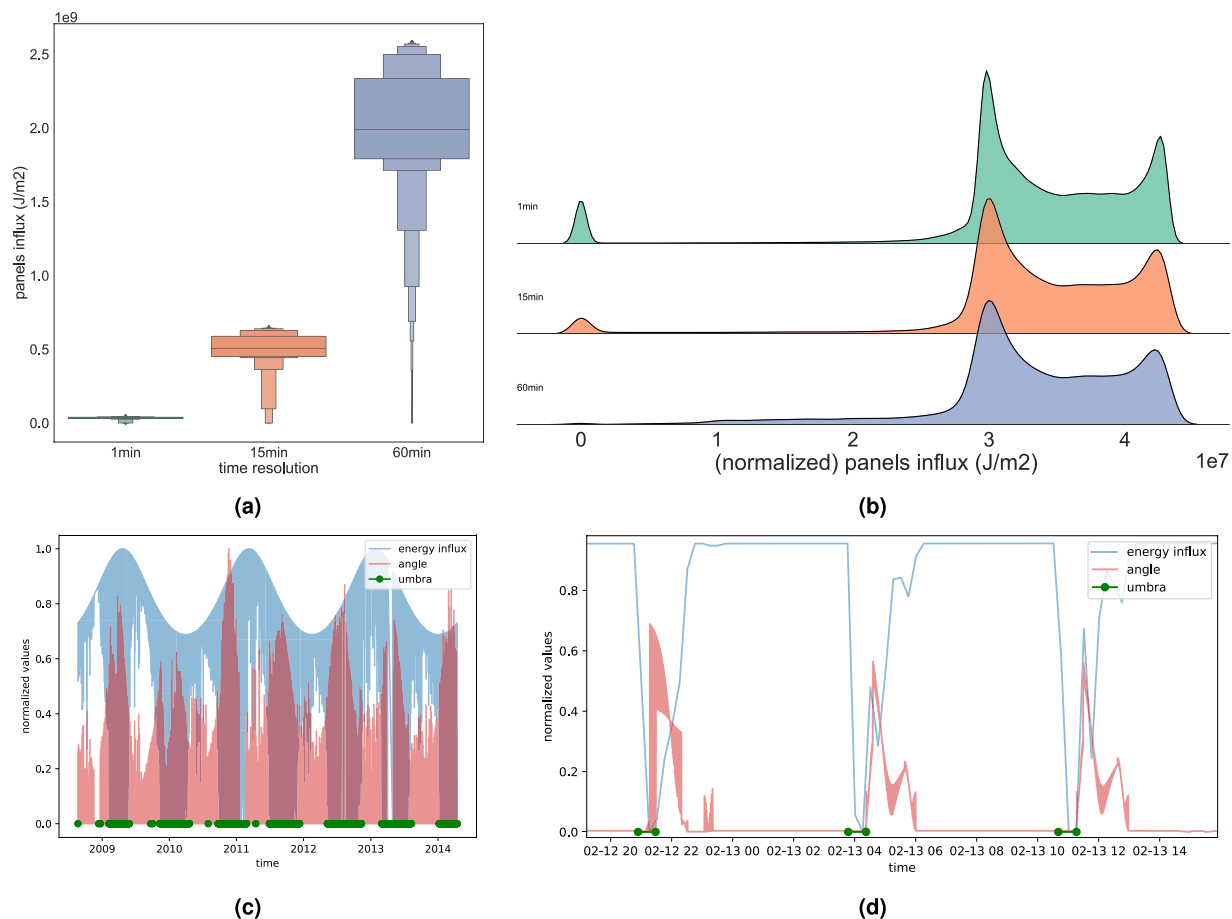 1e9
2.5
2.0
1.5
1.0
0.5
0.0
panels influx (J/m2)
1min
15min
60min
time resolution
(a)
1min
15min
60min
0
1
2
3
4
1e7
(normalized) panels influx (J/m2)
(b)
1.0
0.8
0.6
0.4
0.2
0.0
normalized values
energy influx
angle
umbra
2009
2010
2011
2012
2013
2014
time
(c)
0.8
0.6
0.4
0.2
0.0
normalized values
energy influx
angle
umbra
02-12 20
02-12 22
02-13 00
02-13 02
02-13 04
02-13 06
02-13 08
02-13 10
02-13 12
02-13 14
time
(d)